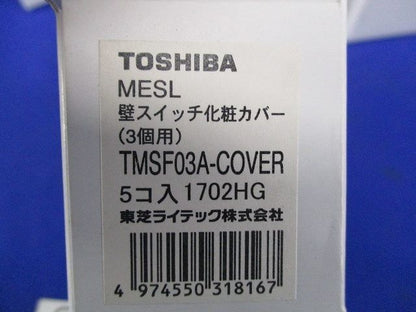 TOSHIBA
MESL
壁スイッチ化粧カバー
(3個用)
TMSF03A-COVER
5コ入 1702HG
東芝ライテック株式会社
4 974550 318167